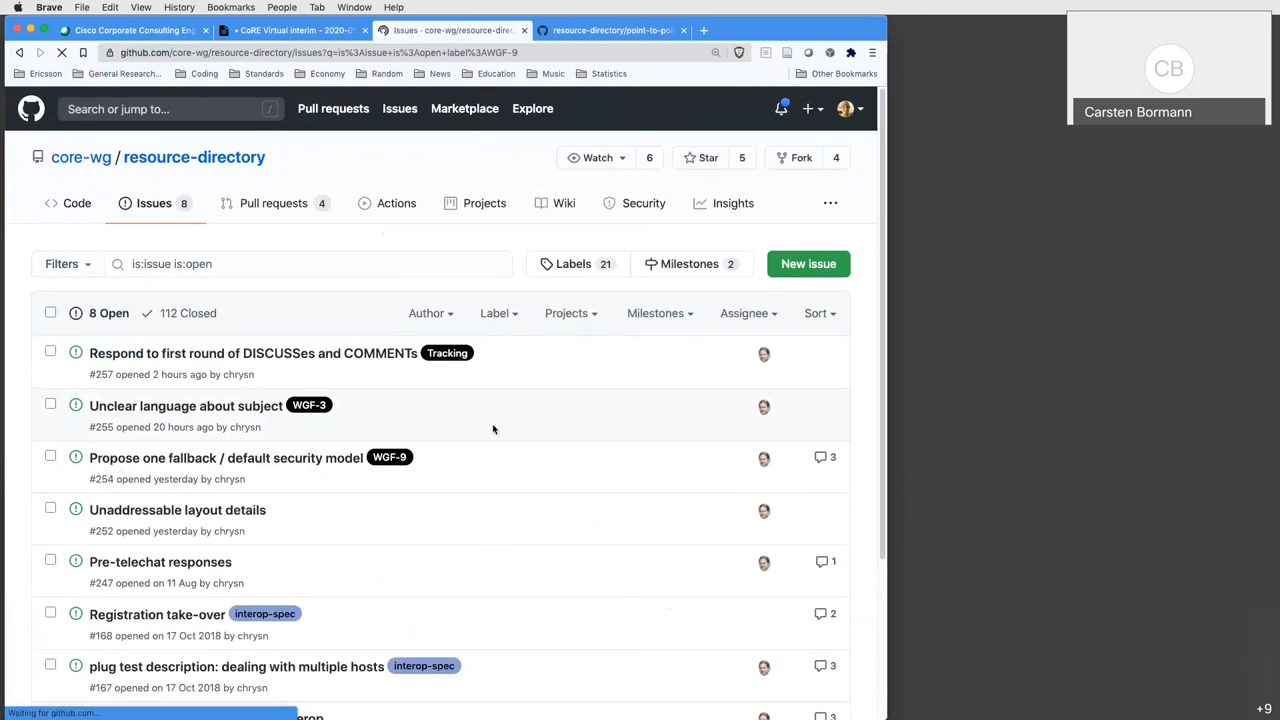 Brave File Edit View History Bookmarks People Tab Window Help
Cisco Corporate Consulting En
• CoRE Virtual interim - 2020-0
Issues · core-wg/resource-direc
resource-directory/point-to-poi
github.com/core-wg/resource-directory/issues?q=is%3Aissue+is%3Aopen+label%3AWGF-9
Ericsson General Research... Coding Standards Economy Random News Education Music Statistics Other Bookmarks
Search or jump to... / Pull requests Issues Marketplace Explore
core-wg / resource-directory
Watch 6 Star 5 Fork 4
<> Code Issues 8 Pull requests 4 Actions Projects Wiki Security Insights ...
Filters is:issue is:open Labels 21 Milestones 2 New issue
8 Open 112 Closed Author Label Projects Milestones Assignee Sort
Respond to first round of DISCUSSes and COMMENTs Tracking
#257 opened 2 hours ago by chrysn
Unclear language about subject WGF-3
#255 opened 20 hours ago by chrysn
Propose one fallback / default security model WGF-9 3
#254 opened yesterday by chrysn
Unaddressable layout details
#252 opened yesterday by chrysn
Pre-telechat responses 1
#247 opened on 11 Aug by chrysn
Registration take-over interop-spec 2
#168 opened on 17 Oct 2018 by chrysn
plug test description: dealing with multiple hosts interop-spec 3
#167 opened on 17 Oct 2018 by chrysn
Waiting for github.com...
CB
Carsten Bormann
+9